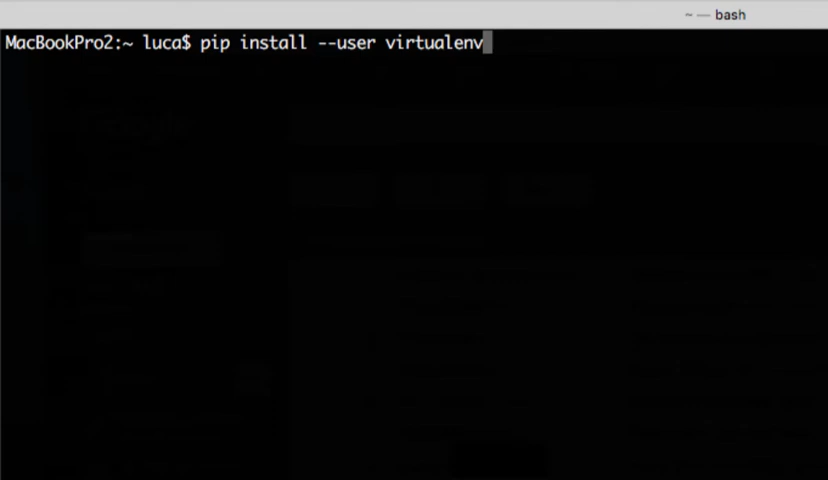 ~ — bash
MacBookPro2:~ luca$ pip install --user virtualenv